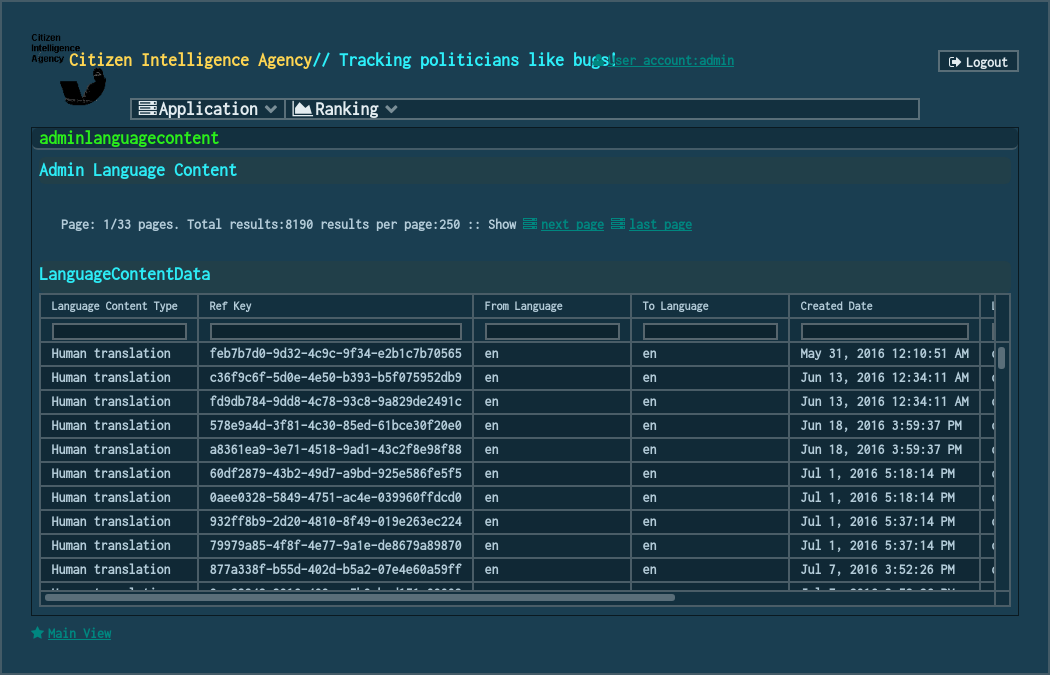 Citizen
Intelligence
Agency
Citizen Intelligence Agency// Tracking politicians like bugs!
User account:admin
Logout
Application
Ranking
adminlanguagecontent
Admin Language Content
Page: 1/33 pages. Total results:8190 results per page:250 :: Show next page last page
LanguageContentData
Language Content Type Ref Key From Language To Language Created Date
Human translation feb7b7d0-9d32-4c9c-9f34-e2b1c7b70565 en en May 31, 2016 12:10:51 AM
Human translation c36f9c6f-5d0e-4e50-b393-b5f075952db9 en en Jun 13, 2016 12:34:11 AM
Human translation fd9db784-9dd8-4c78-93c8-9a829de2491c en en Jun 13, 2016 12:34:11 AM
Human translation 578e9a4d-3f81-4c30-85ed-61bce30f20e0 en en Jun 18, 2016 3:59:37 PM
Human translation a8361ea9-3e71-4518-9ad1-43c2f8e98f88 en en Jun 18, 2016 3:59:37 PM
Human translation 60df2879-43b2-49d7-a9bd-925e586fe5f5 en en Jul 1, 2016 5:18:14 PM
Human translation 0aee0328-5849-4751-ac4e-039960ffdcd0 en en Jul 1, 2016 5:18:14 PM
Human translation 932ff8b9-2d20-4810-8f49-019e263ec224 en en Jul 1, 2016 5:37:14 PM
Human translation 79979a85-4f8f-4e77-9a1e-de8679a89870 en en Jul 1, 2016 5:37:14 PM
Human translation 877a338f-b55d-402d-b5a2-07e4e60a59ff en en Jul 7, 2016 3:52:26 PM
Main View